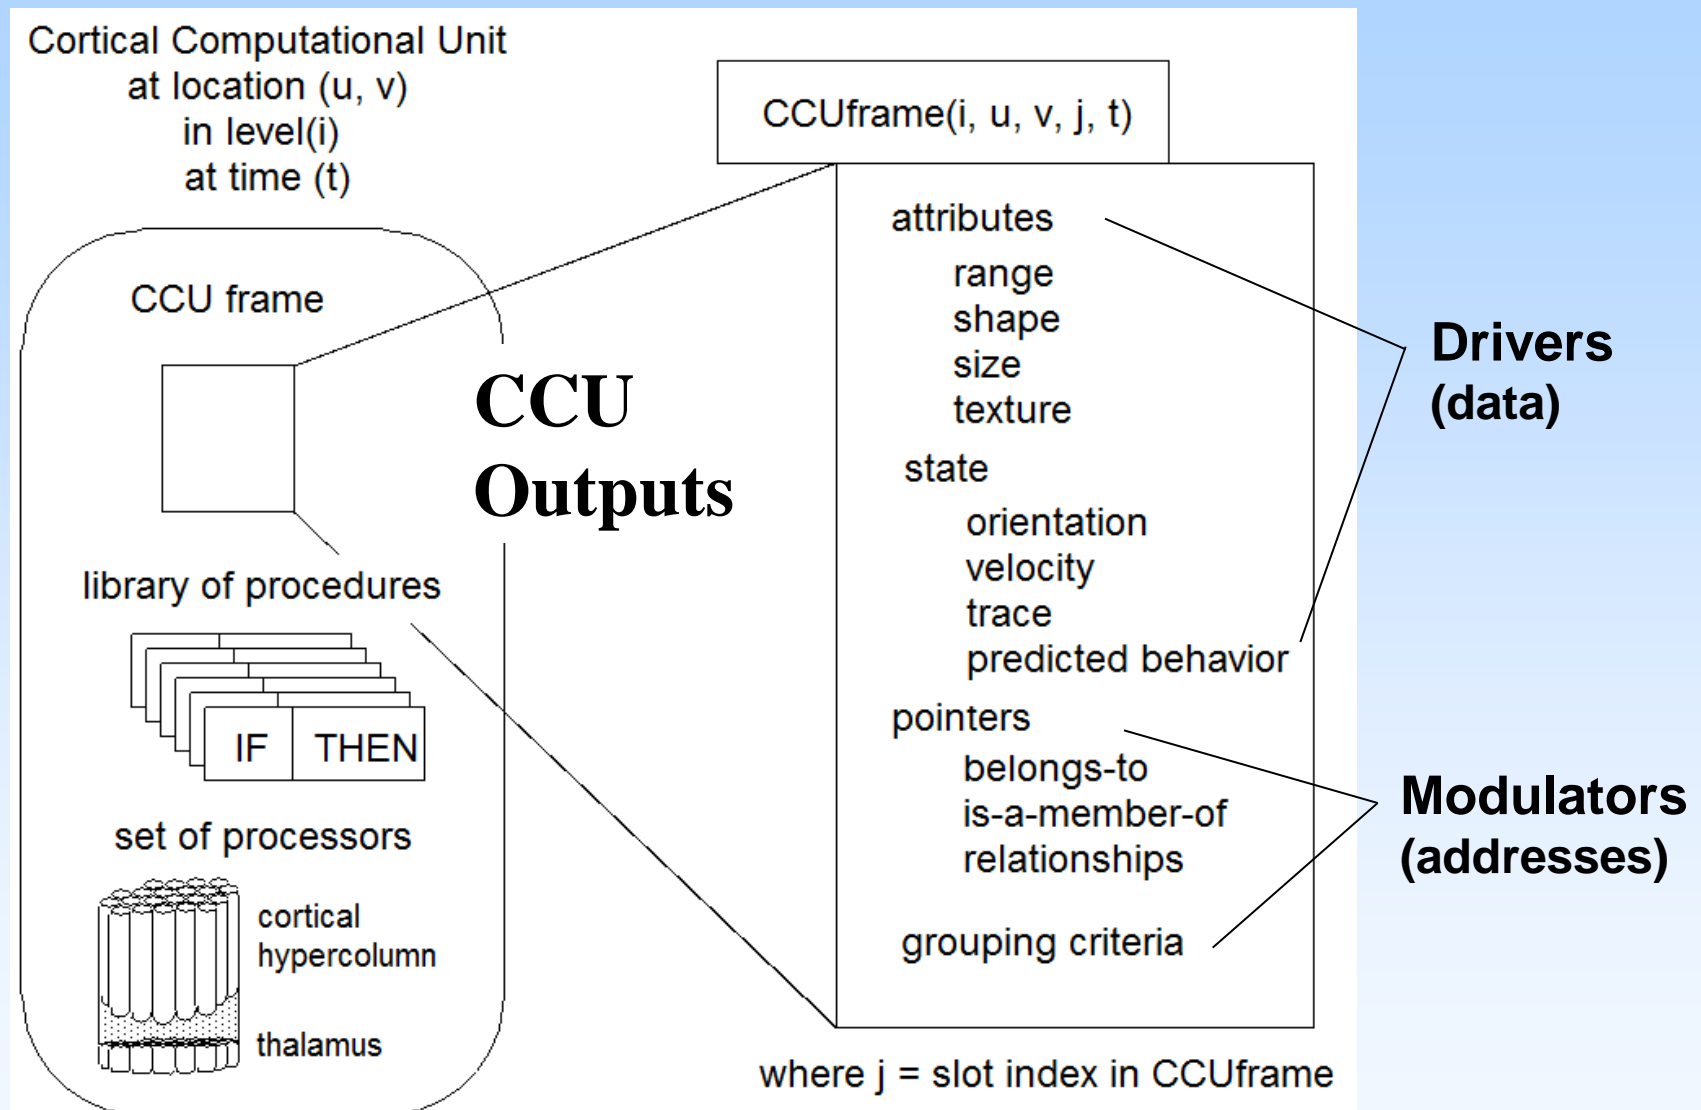 Cortical Computational Unit
at location (u, v)
in level(i)
at time (t)
CCU frame
CCU
Outputs
library of procedures
IF THEN
set of processors
cortical
hypercolumn
thalamus
CCUframe(i, u, v, j, t)
attributes
range
shape
size
texture
state
orientation
velocity
trace
predicted behavior
pointers
belongs-to
is-a-member-of
relationships
grouping criteria
where j = slot index in CCUframe
Drivers
(data)
Modulators
(addresses)